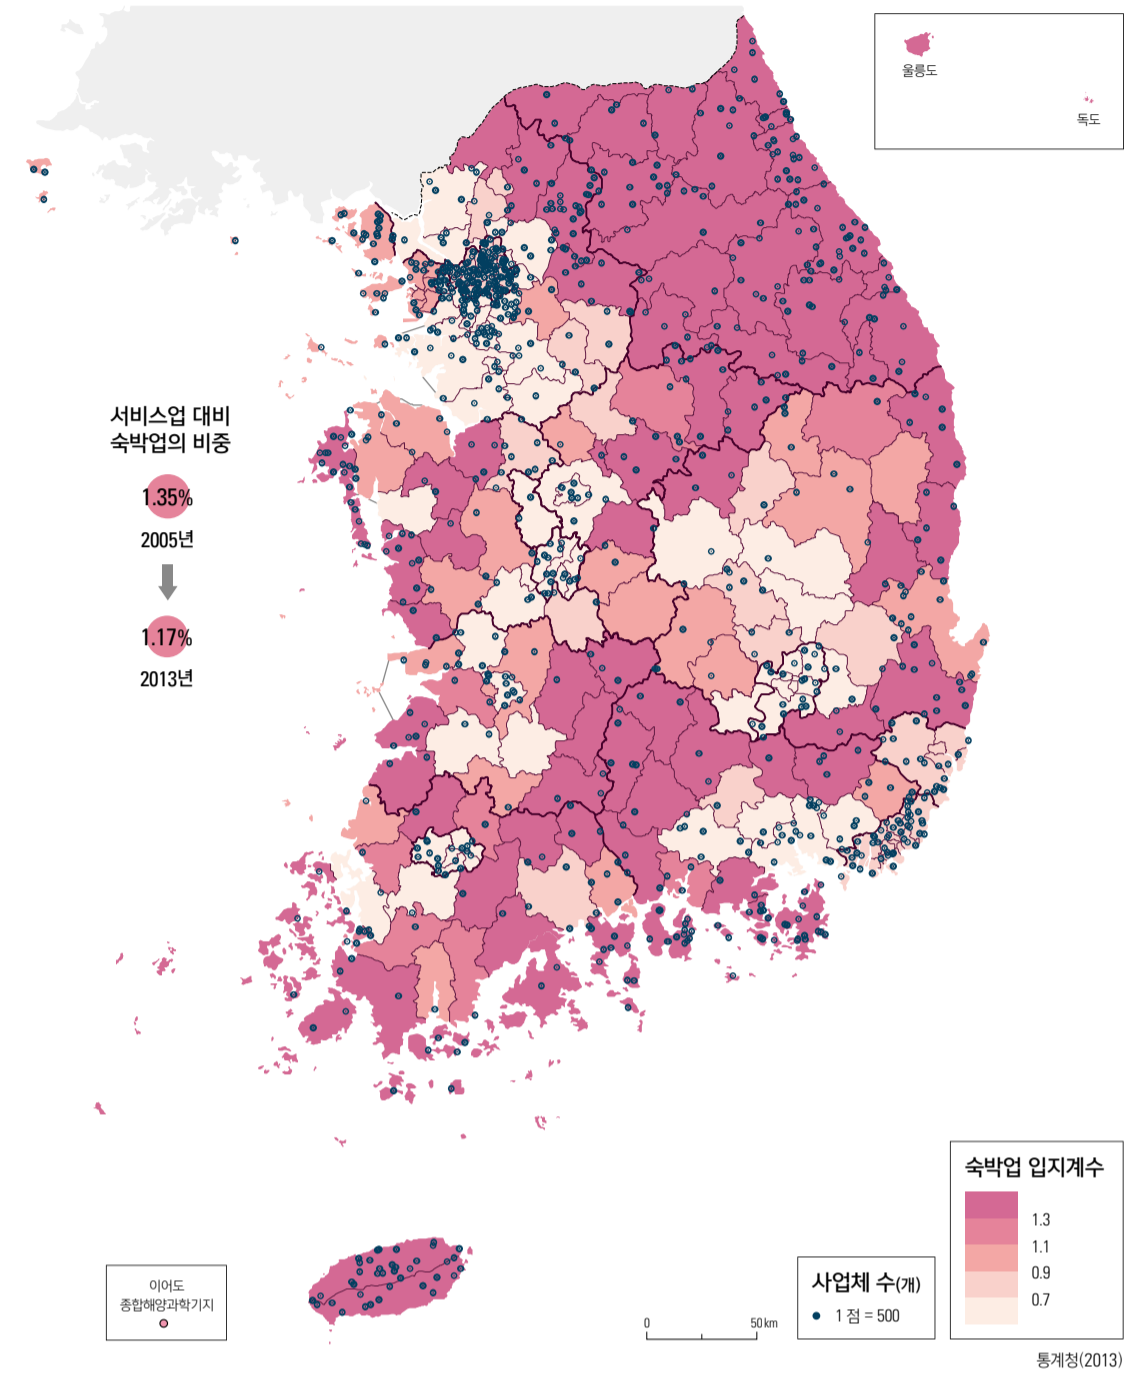 울릉도
독도
서비스업 대비
숙박업의 비중
1.35%
2005년
1.17%
2013년
이어도
종합해양과학기지
0
50 km
사업체 수(개)
1 점 = 500
숙박업 입지계수
1.3
1.1
0.9
0.7
통계청(2013)